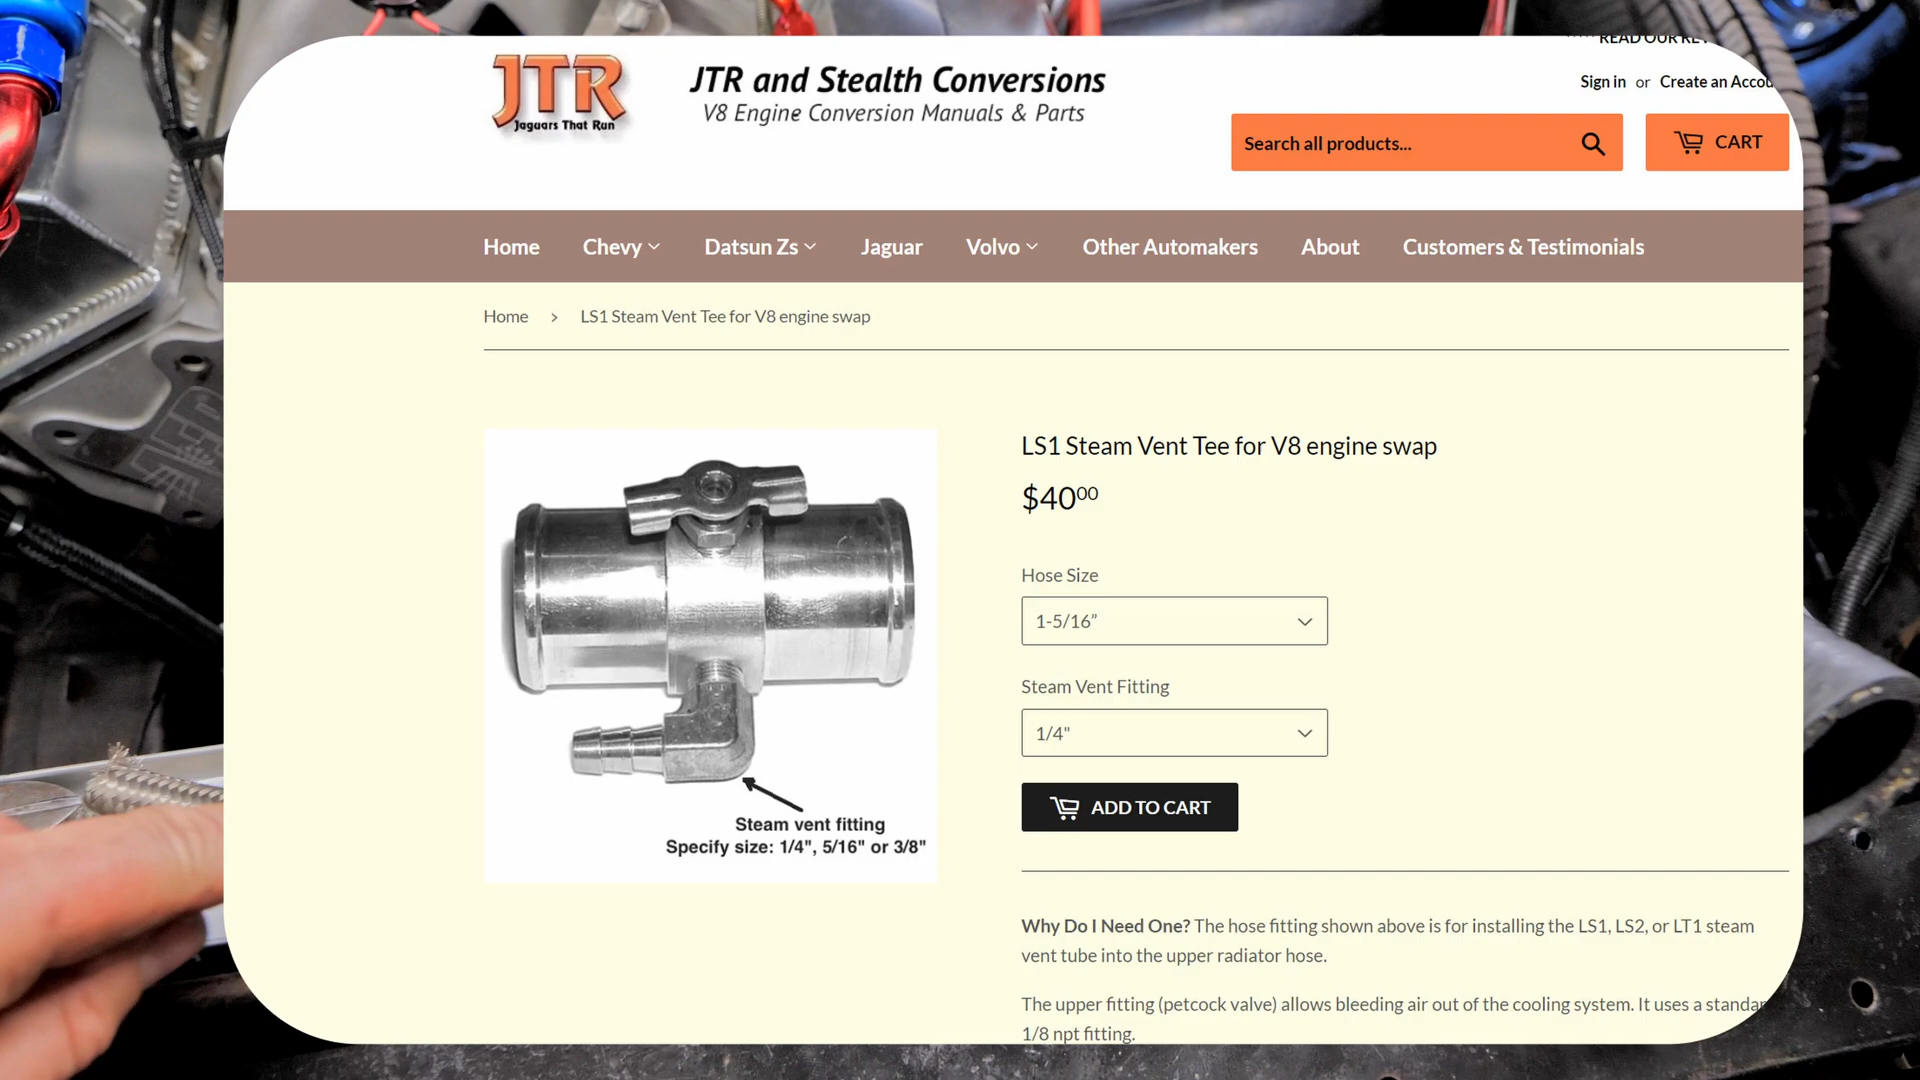 READ OUR
Sign in or Create an Accou
JTR
Jaguars That Run
JTR and Stealth Conversions
V8 Engine Conversion Manuals & Parts
Search all products...
CART
Home Chevy Datsun Zs Jaguar Volvo Other Automakers About Customers & Testimonials
Home > LS1 Steam Vent Tee for V8 engine swap
LS1 Steam Vent Tee for V8 engine swap
$40.00
Hose Size
1-5/16”
Steam Vent Fitting
1/4"
ADD TO CART
Steam vent fitting
Specify size: 1/4", 5/16" or 3/8"
Why Do I Need One? The hose fitting shown above is for installing the LS1, LS2, or LT1 steam
vent tube into the upper radiator hose.
The upper fitting (petcock valve) allows bleeding air out of the cooling system. It uses a standar
1/8 npt fitting.